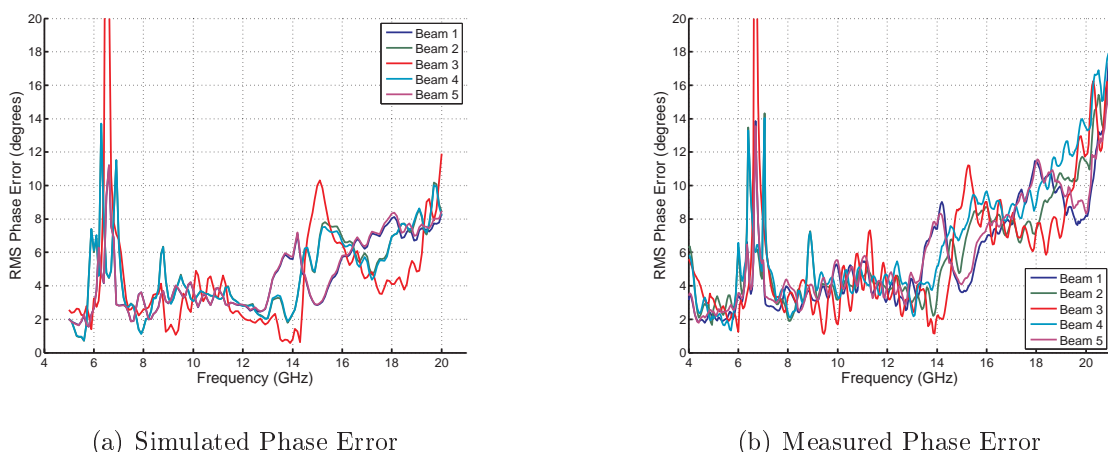 20
18
16
14
12
10
8
6
4
2
0
RMS Phase Error (degrees)
4 6 8 10 12 14 16 18 20
Frequency (GHz)
Beam 1
Beam 2
Beam 3
Beam 4
Beam 5
(a) Simulated Phase Error
20
18
16
14
12
10
8
6
4
2
0
RMS Phase Error (degrees)
4 6 8 10 12 14 16 18 20
Frequency (GHz)
Beam 1
Beam 2
Beam 3
Beam 4
Beam 5
(b) Measured Phase Error